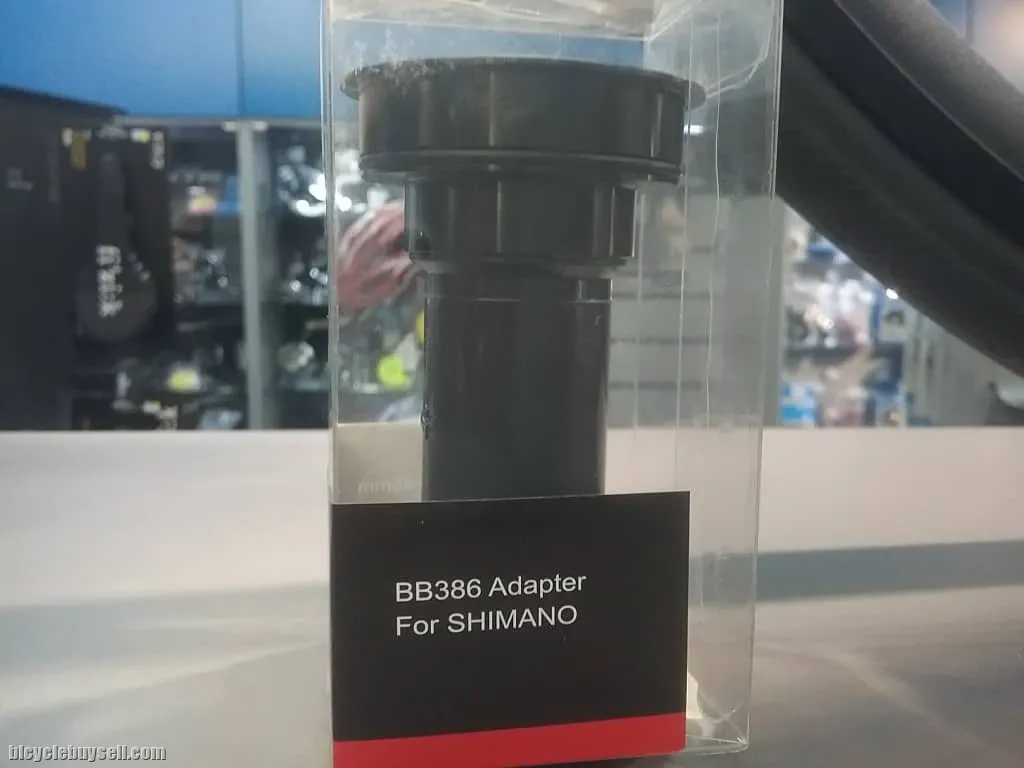 BB386 Adapter
For SHIMANO
bicyclebuysell.com